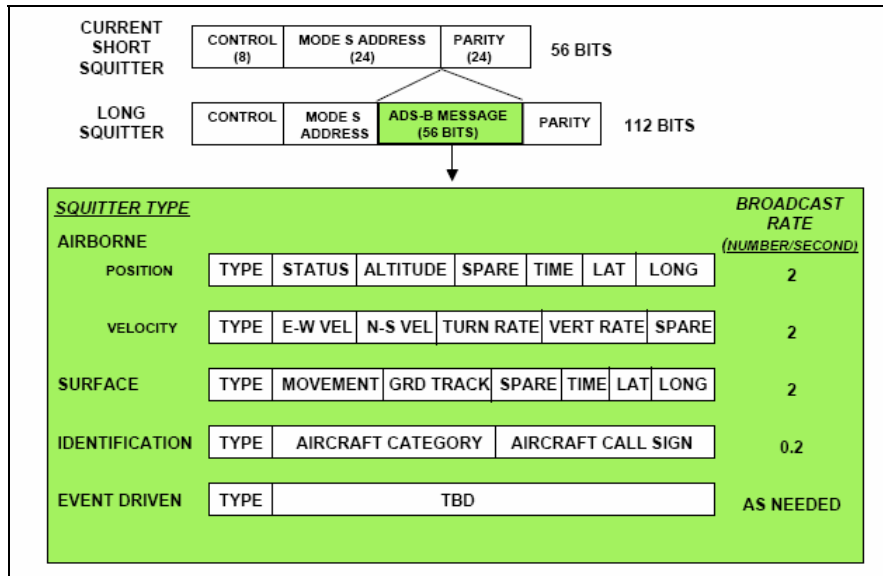 CURRENT SHORT SQUITTER
CONTROL (8) MODE S ADDRESS (24) PARITY (24) 56 BITS
LONG SQUITTER
CONTROL MODE S ADDRESS ADS-B MESSAGE (56 BITS) PARITY 112 BITS
SQUITTER TYPE
BROADCAST RATE (NUMBER/SECOND)
AIRBORNE
POSITION TYPE STATUS ALTITUDE SPARE TIME LAT LONG 2
VELOCITY TYPE E-W VEL N-S VEL TURN RATE VERT RATE SPARE 2
SURFACE TYPE MOVEMENT GRD TRACK SPARE TIME LAT LONG 2
IDENTIFICATION TYPE AIRCRAFT CATEGORY AIRCRAFT CALL SIGN 0.2
EVENT DRIVEN TYPE TBD AS NEEDED